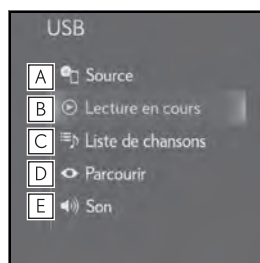 USB
A Source
B Lecture en cours
C Liste de chansons
D Parcourir
E Son